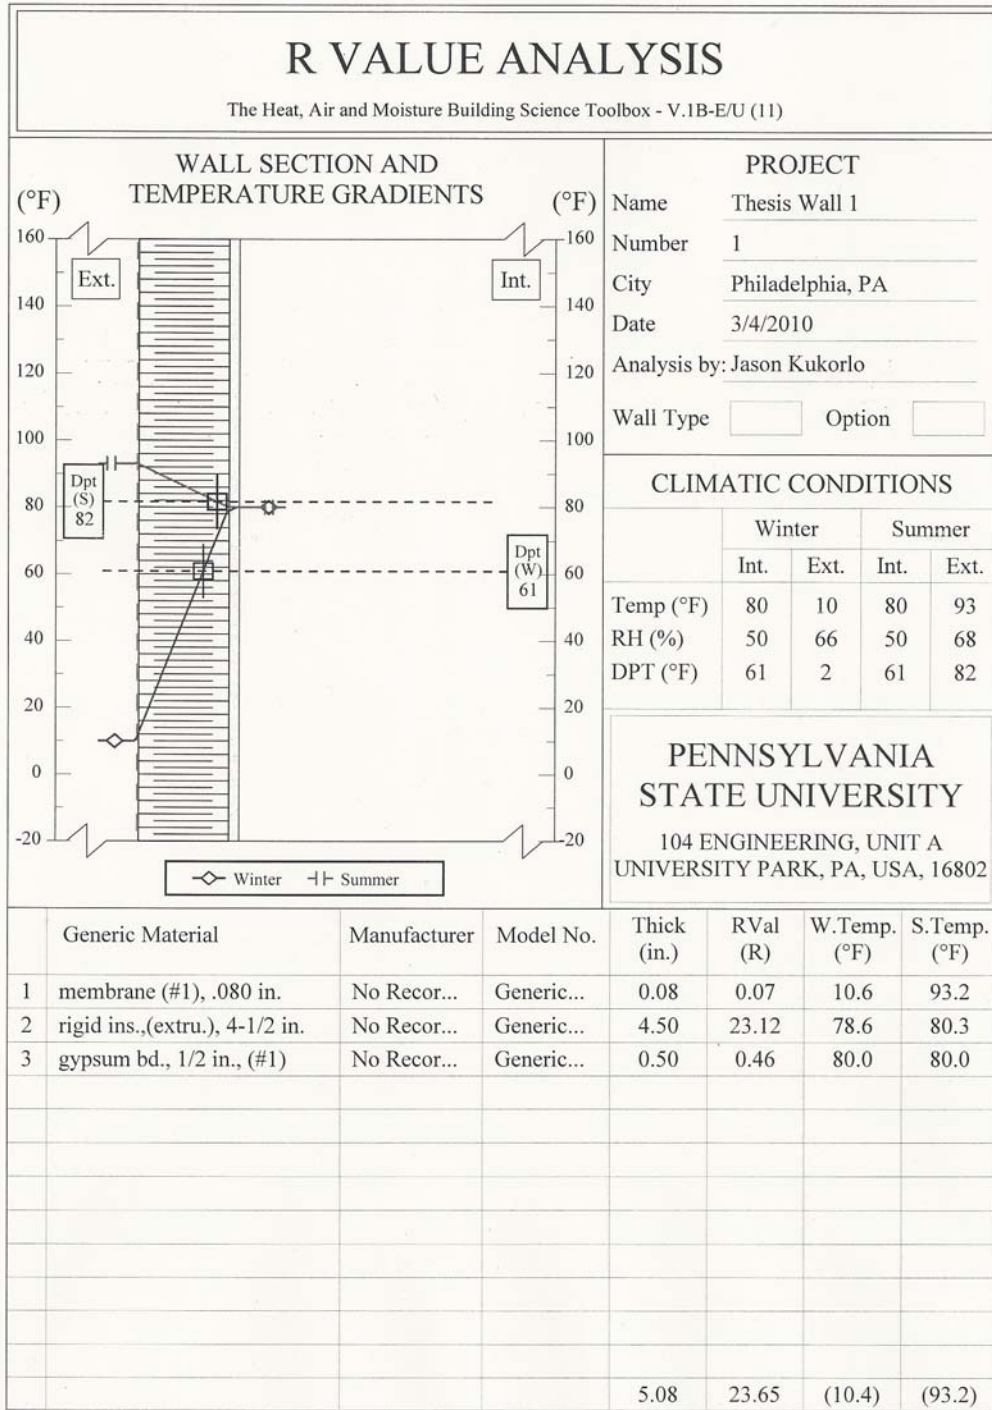 R VALUE ANALYSIS
The Heat, Air and Moisture Building Science Toolbox - V.1B-E/U (11)
WALL SECTION AND
TEMPERATURE GRADIENTS
(°F)
(°F)
160
140
120
100
80
60
40
20
0
-20
Ext.
Int.
160
140
120
100
80
60
40
20
0
-20
Dpt
(S)
82
Dpt
(W)
61
Winter Summer
PROJECT
Name Thesis Wall 1
Number 1
City Philadelphia, PA
Date 3/4/2010
Analysis by: Jason Kukorlo
Wall Type Option
CLIMATIC CONDITIONS
Winter Summer
Int. Ext. Int. Ext.
Temp (°F) 80 10 80 93
RH (%) 50 66 50 68
DPT (°F) 61 2 61 82
PENNSYLVANIA
STATE UNIVERSITY
104 ENGINEERING, UNIT A
UNIVERSITY PARK, PA, USA, 16802
Generic Material Manufacturer Model No. Thick (in.) RVal (R) W.Temp. (°F) S.Temp. (°F)
1 membrane (#1), .080 in. No Recor... Generic... 0.08 0.07 10.6 93.2
2 rigid ins.,(extru.), 4-1/2 in. No Recor... Generic... 4.50 23.12 78.6 80.3
3 gypsum bd., 1/2 in., (#1) No Recor... Generic... 0.50 0.46 80.0 80.0
5.08 23.65 (10.4) (93.2)